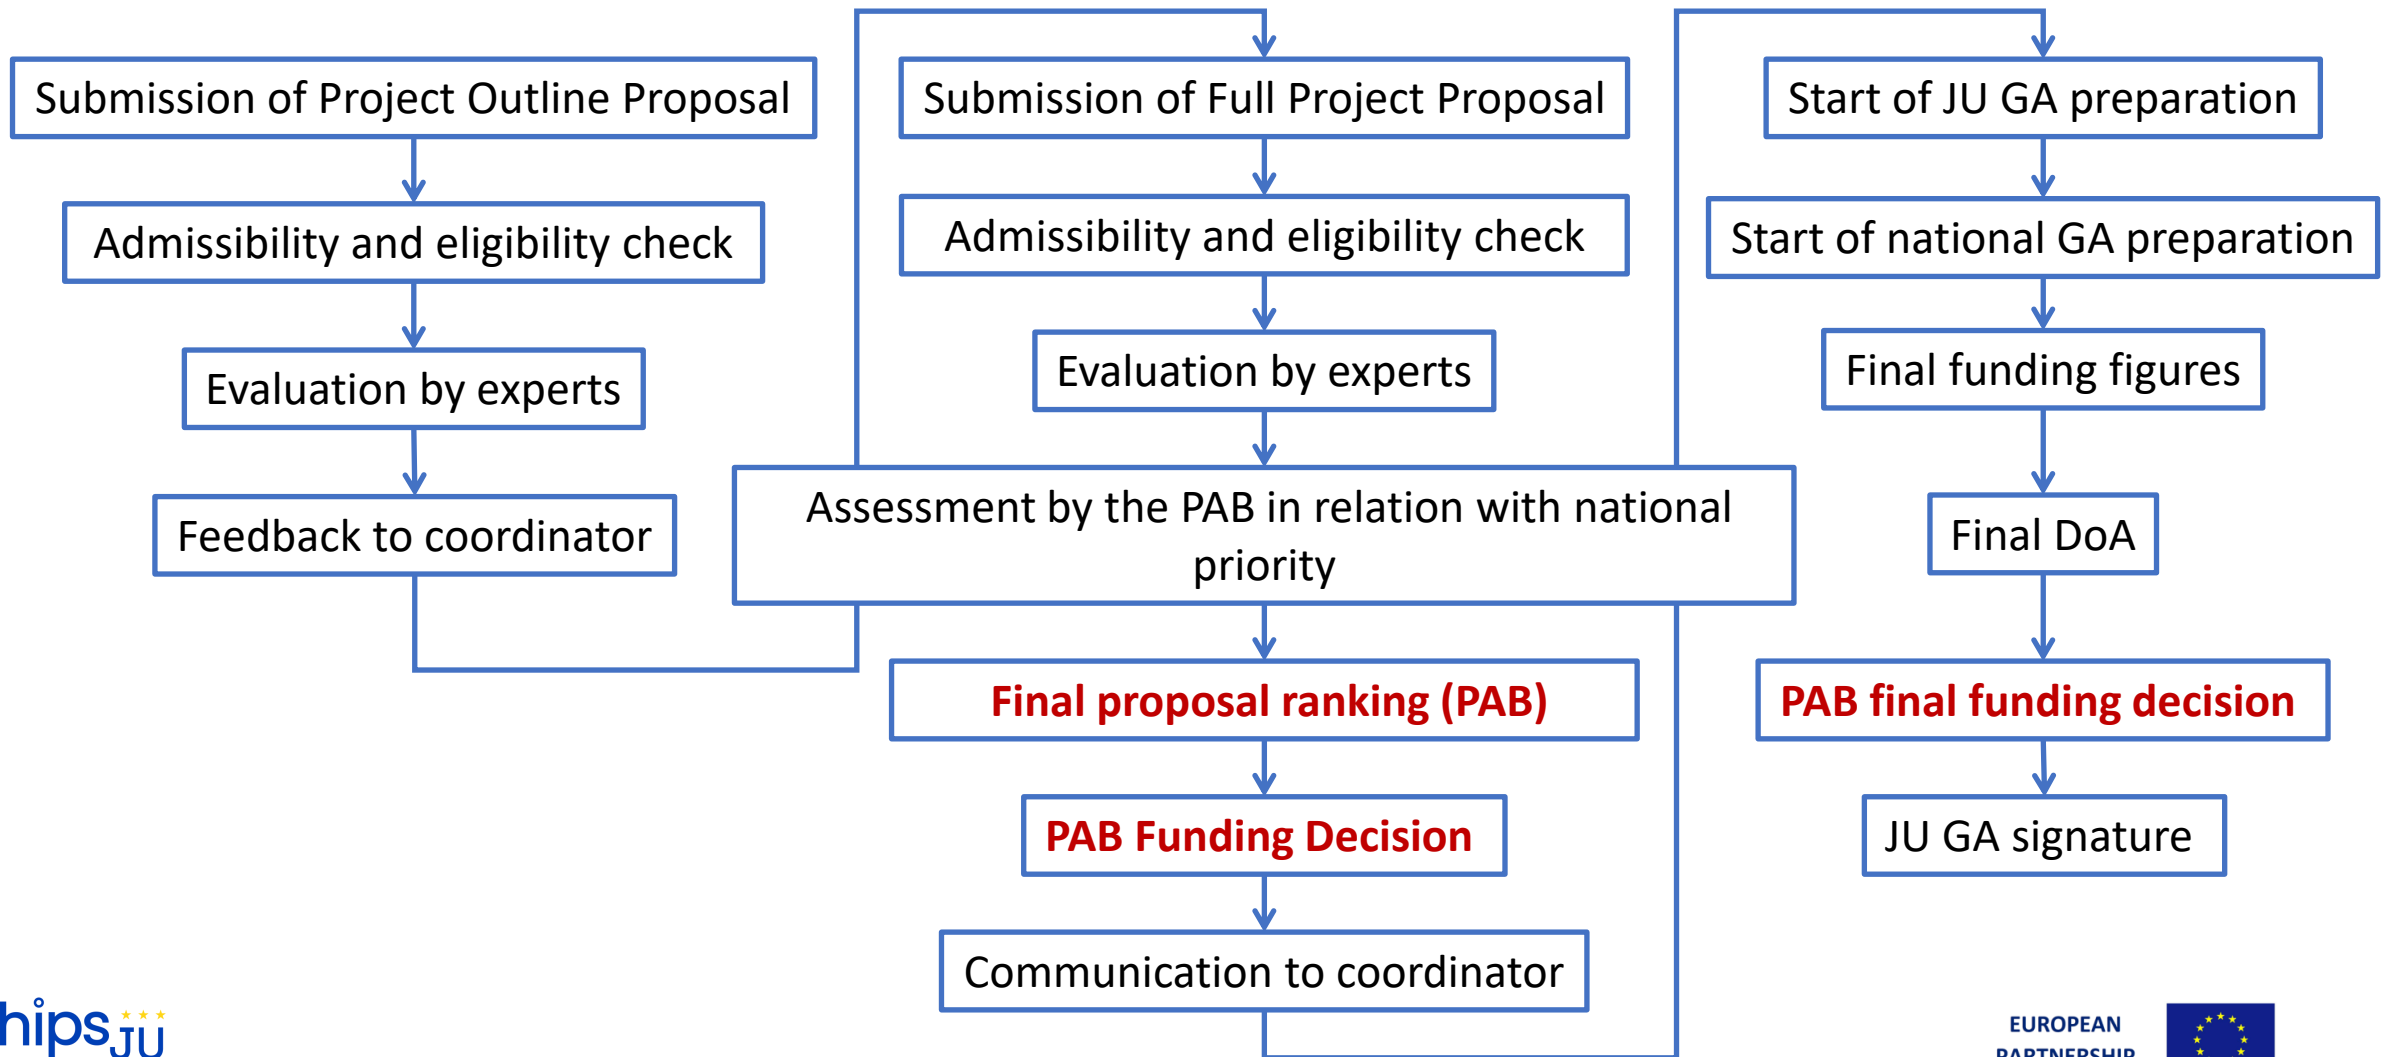 Submission of Project Outline Proposal
Admissibility and eligibility check
Evaluation by experts
Feedback to coordinator
Submission of Full Project Proposal
Admissibility and eligibility check
Evaluation by experts
Assessment by the PAB in relation with national
priority
Final proposal ranking (PAB)
PAB Funding Decision
Communication to coordinator
Start of JU GA preparation
Start of national GA preparation
Final funding figures
Final DoA
PAB final funding decision
JU GA signature
hips JU
EUROPEAN
PARTNERSHIP